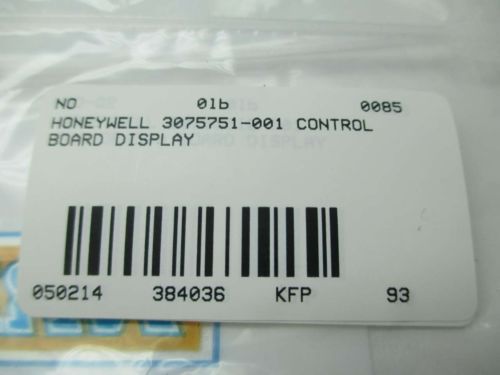 NO 01b 0085
HONEYWELL 3075751-001 CONTROL
BOARD DISPLAY
050214 384036 KFP 93